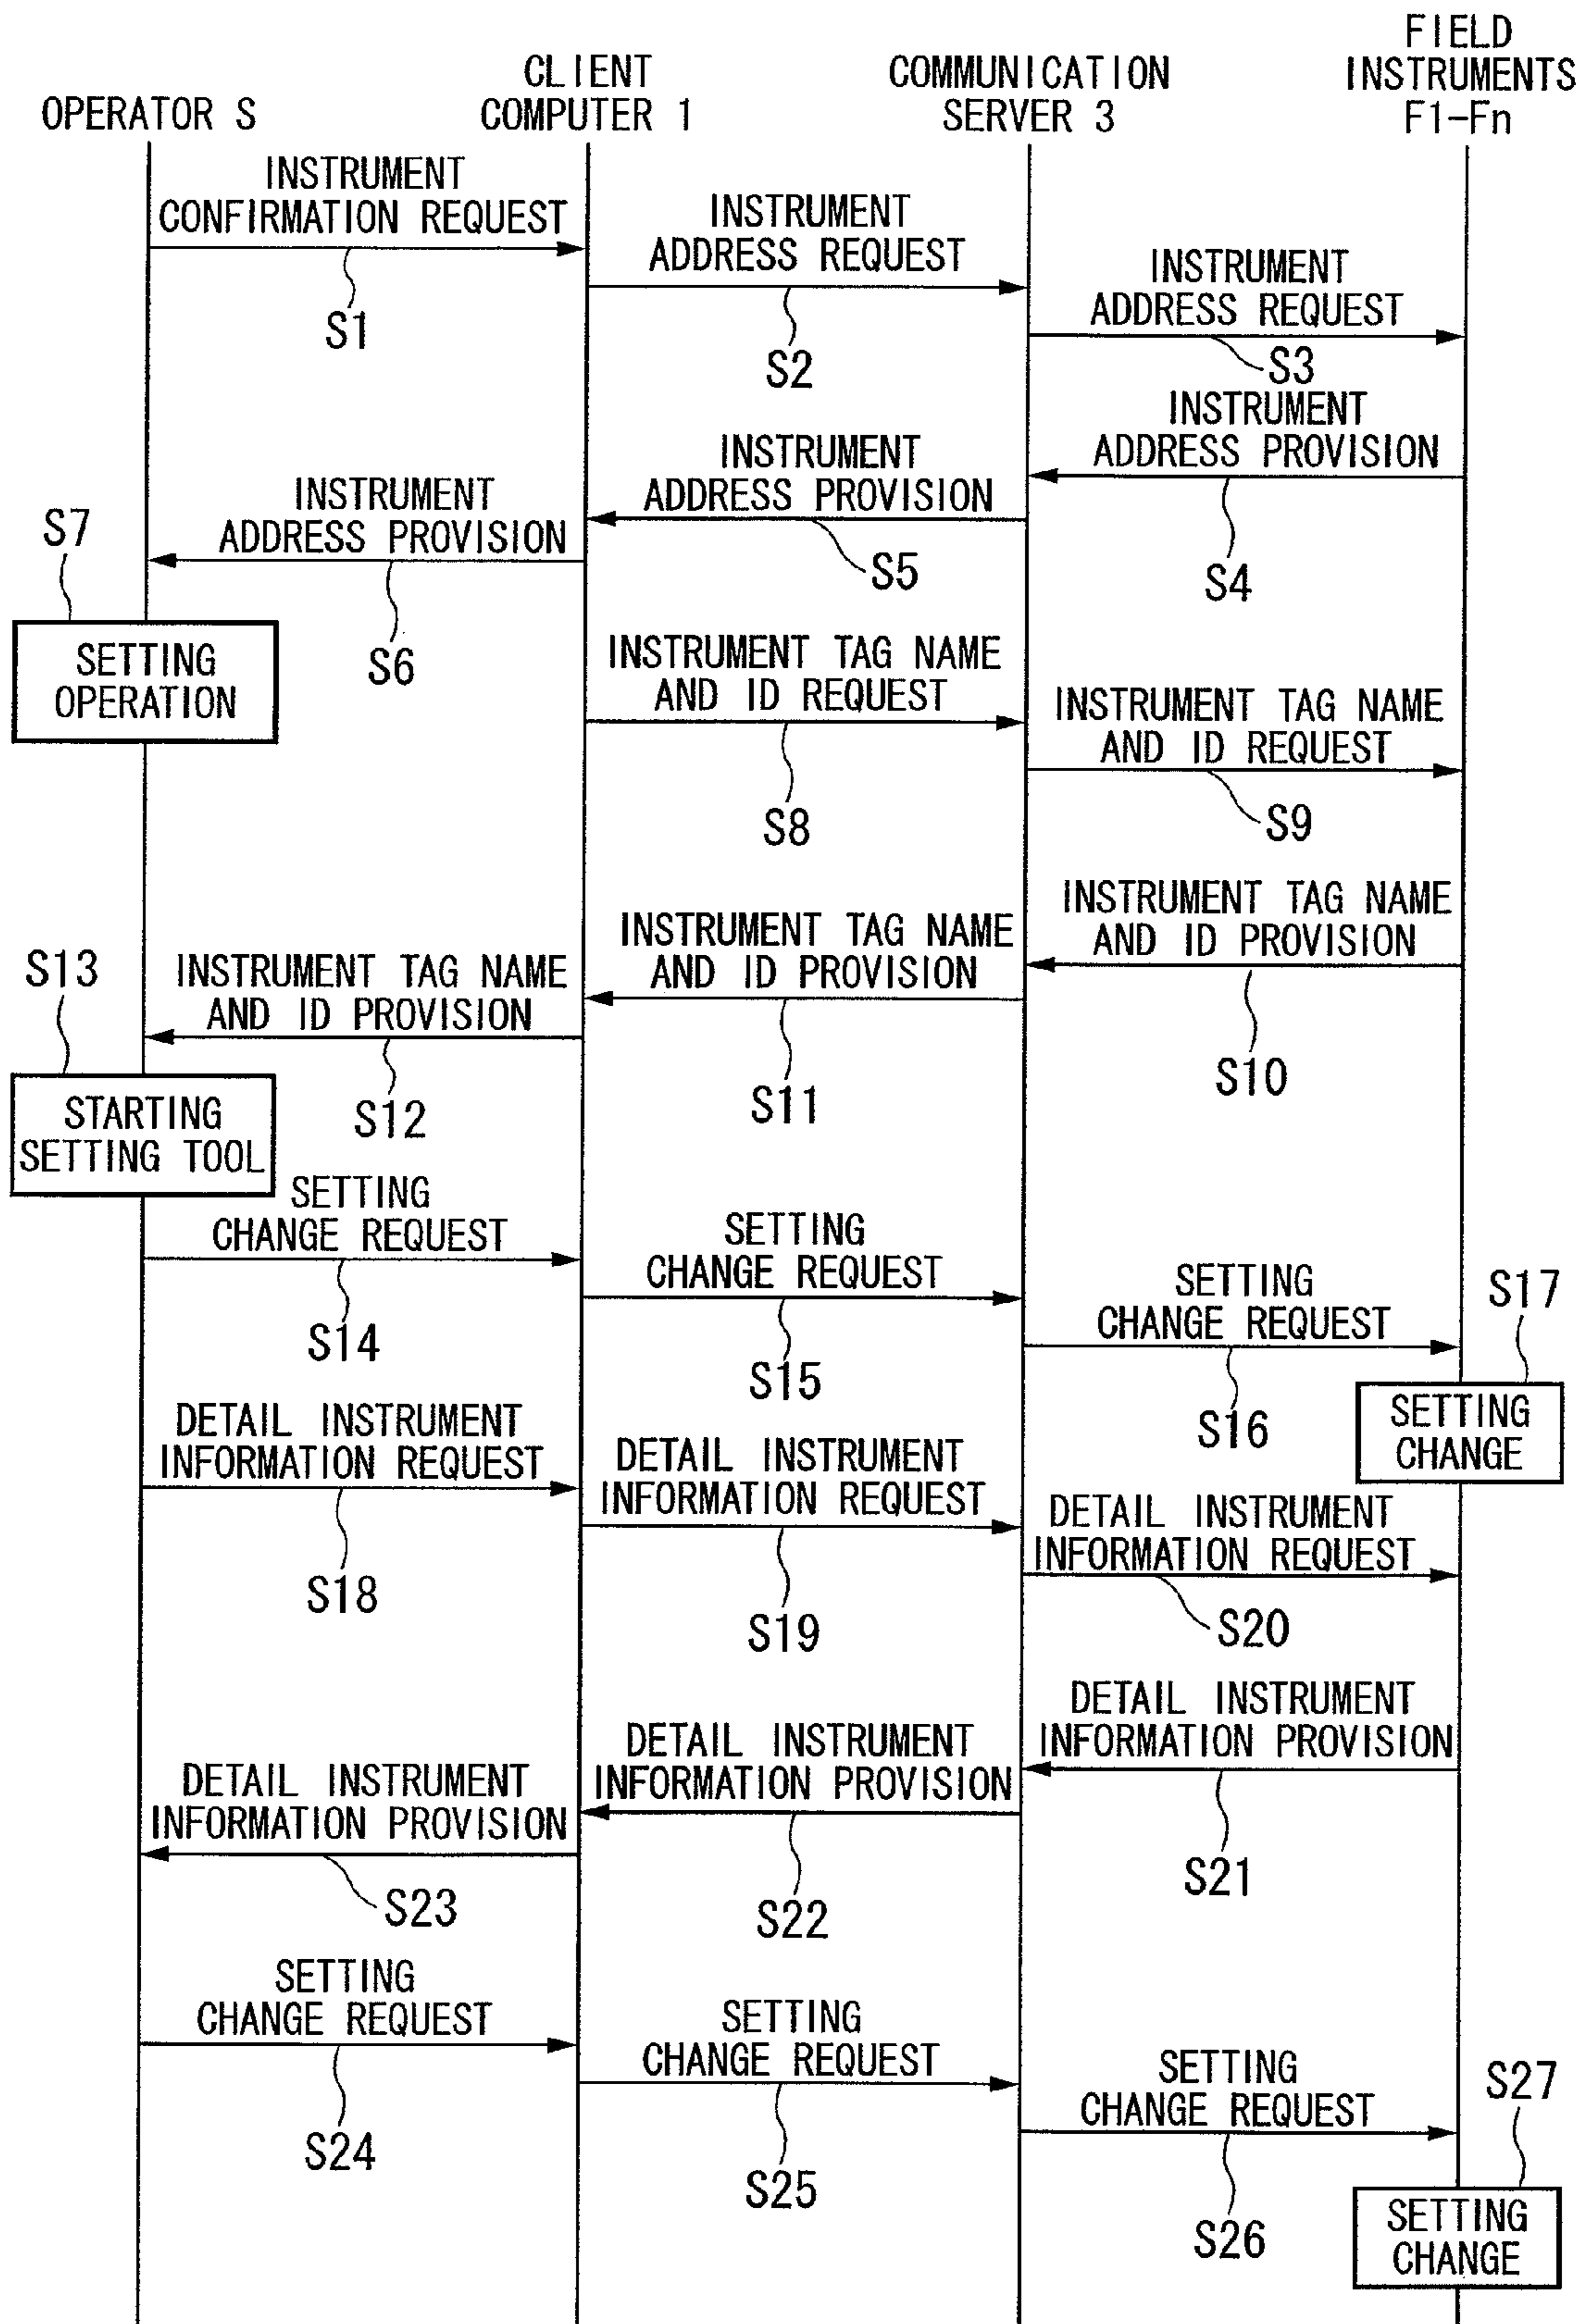 OPERATOR S
CLIENT
COMPUTER 1
COMMUNICATION
SERVER 3
FIELD
INSTRUMENTS
F1-Fn
INSTRUMENT
CONFIRMATION REQUEST
S1
INSTRUMENT
ADDRESS REQUEST
S2
INSTRUMENT
ADDRESS REQUEST
S3
INSTRUMENT
ADDRESS PROVISION
S4
INSTRUMENT
ADDRESS PROVISION
S5
INSTRUMENT
ADDRESS PROVISION
S6
S7
SETTING
OPERATION
INSTRUMENT TAG NAME
AND ID REQUEST
S8
INSTRUMENT TAG NAME
AND ID REQUEST
S9
INSTRUMENT TAG NAME
AND ID PROVISION
S10
INSTRUMENT TAG NAME
AND ID PROVISION
S11
INSTRUMENT TAG NAME
AND ID PROVISION
S12
S13
STARTING
SETTING TOOL
SETTING
CHANGE REQUEST
S14
SETTING
CHANGE REQUEST
S15
SETTING
CHANGE REQUEST
S16
S17
SETTING
CHANGE
DETAIL INSTRUMENT
INFORMATION REQUEST
S18
DETAIL INSTRUMENT
INFORMATION REQUEST
S19
DETAIL INSTRUMENT
INFORMATION REQUEST
S20
DETAIL INSTRUMENT
INFORMATION PROVISION
S21
DETAIL INSTRUMENT
INFORMATION PROVISION
S22
DETAIL INSTRUMENT
INFORMATION PROVISION
S23
SETTING
CHANGE REQUEST
S24
SETTING
CHANGE REQUEST
S25
SETTING
CHANGE REQUEST
S26
S27
SETTING
CHANGE